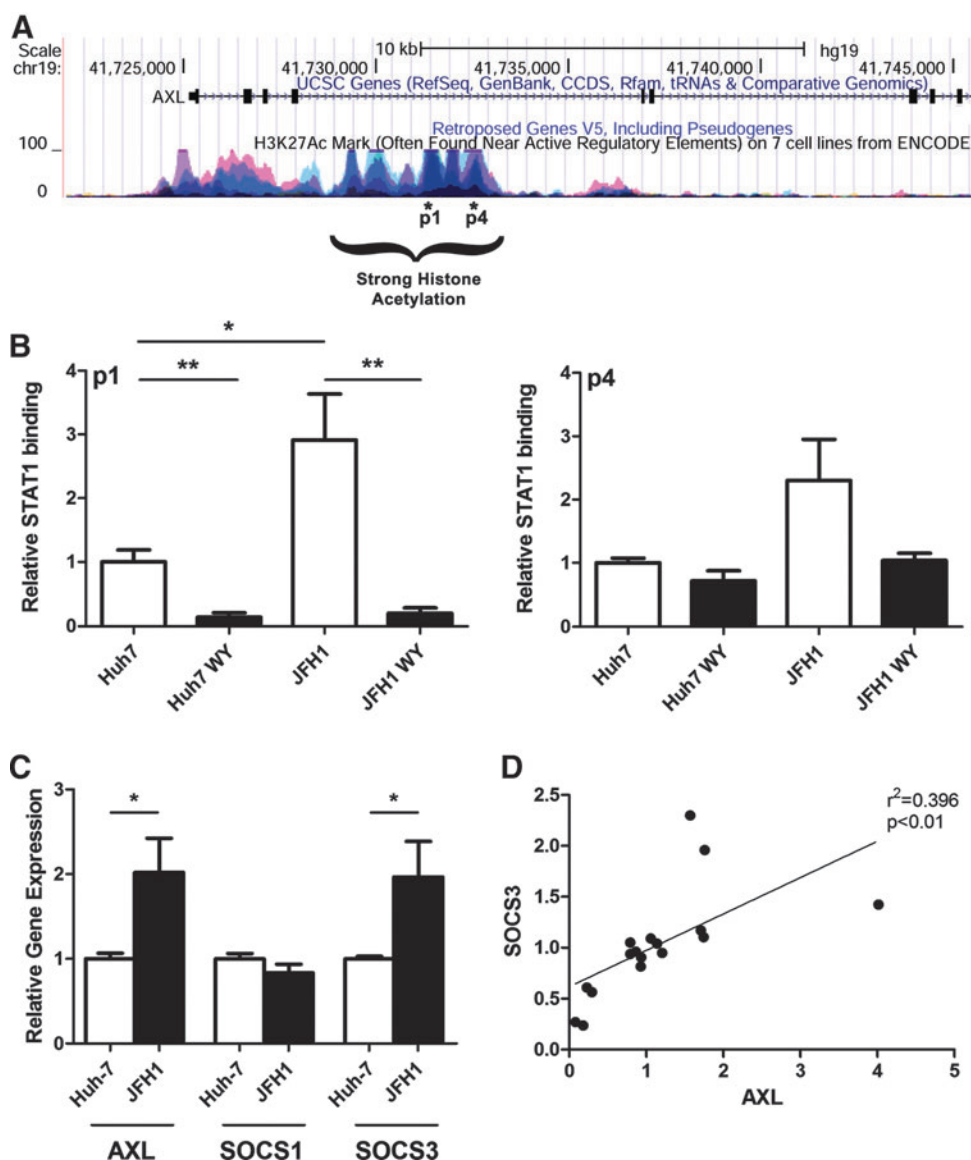 A
Scale
10 kb
hg19
chr19:
41,725,000
41,730,000
41,735,000
41,740,000
41,745,000
UCSC Genes (RefSeq, GenBank, CCDS, Rfam, tRNAs & Comparative Genomics)
AXL
Retroposed Genes V5, Including Pseudogenes
H3K27Ac Mark (Often Found Near Active Regulatory Elements) on 7 cell lines from ENCODE
100
0
* *
p1 p4
Strong Histone
Acetylation
B
p1
*
** **
Relative STAT1 binding
4
3
2
1
0
Huh7
Huh7 WY
JFH1
JFH1 WY
p4
Relative STAT1 binding
4
3
2
1
0
Huh7
Huh7 WY
JFH1
JFH1 WY
C
Relative Gene Expression
3
2
1
0
* *
Huh-7
JFH1
Huh-7
JFH1
Huh-7
JFH1
AXL SOCS1 SOCS3
D
SOCS3
2.5
2.0
1.5
1.0
0.5
0.0
r²=0.396
p<0.01
0 1 2 3 4 5
AXL